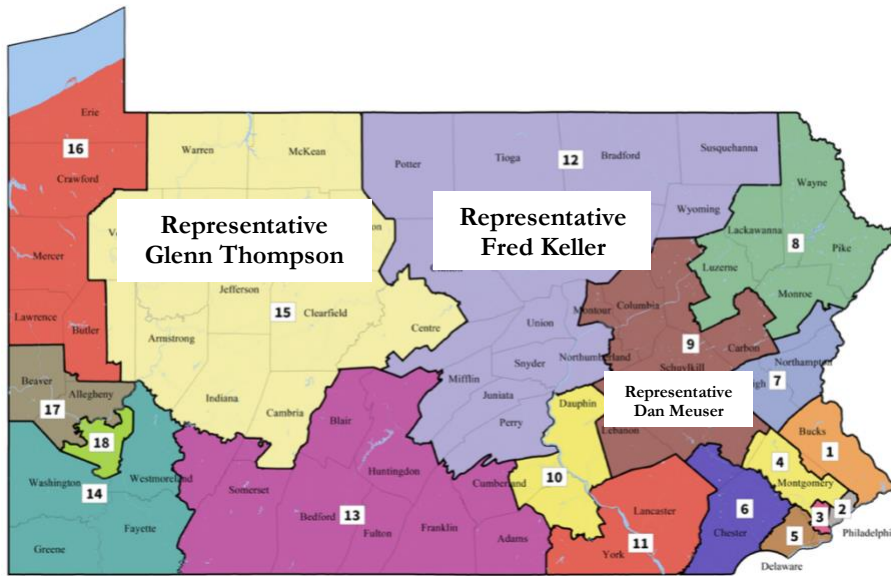 Erie
16
Crawford
Warren
McKean
Potter
Tioga
12
Bradford
Susquehanna
Wayne
Representative
Glenn Thompson
Representative
Fred Keller
Wyoming
Lackawanna
8
Pike
Mercer
Luzerne
Monroe
Jefferson
15
Clearfield
Centre
Union
Montour
Columbia
9
Carbon
Lawrence
Butler
Armstrong
Snyder
Northumberland
Schuylkill
Northampton
7
Beaver
Allegheny
17
18
Indiana
Cambria
Blair
Mifflin
Juniata
Perry
Dauphin
Representative
Dan Meuser
Lebanon
Bucks
1
4
Montgomery
Washington
14
Westmoreland
Somerset
Huntingdon
Cumberland
10
Lancaster
6
Chester
3
2
Philadelphi
5
Delaware
Greene
Fayette
Bedford
13
Fulton
Franklin
Adams
York
11